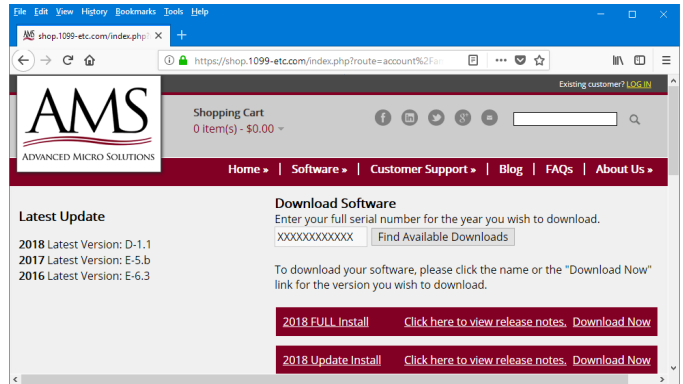 File Edit View History Bookmarks Tools Help
AMS shop.1099-etc.com/index.php?
https://shop.1099-etc.com/index.php?route=account%2Fam
Existing customer? LOG IN
AMS
ADVANCED MICRO SOLUTIONS
Shopping Cart
0 item(s) - $0.00
Home » | Software » | Customer Support » | Blog | FAQs | About Us »
Latest Update
2018 Latest Version: D-1.1
2017 Latest Version: E-5.b
2016 Latest Version: E-6.3
Download Software
Enter your full serial number for the year you wish to download.
XXXXXXXXXXXX Find Available Downloads
To download your software, please click the name or the "Download Now"
link for the version you wish to download.
2018 FULL Install Click here to view release notes. Download Now
2018 Update Install Click here to view release notes. Download Now